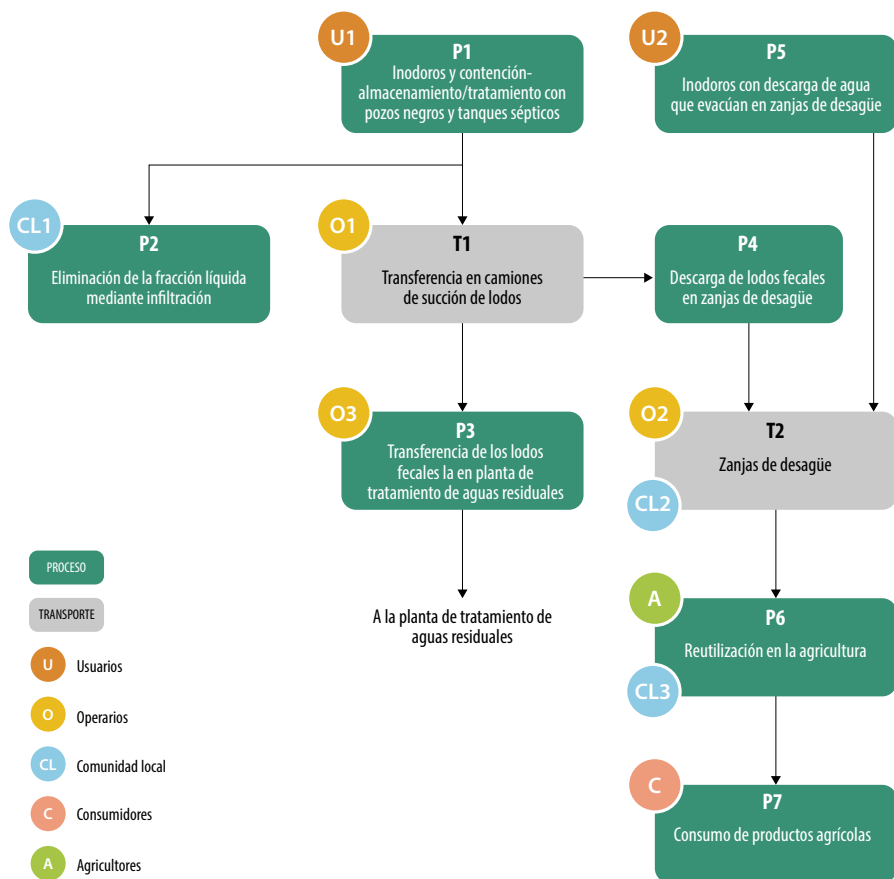 U1
P1
Inodoros y contención-
almacenamiento/tratamiento con
pozos negros y tanques sépticos
U2
P5
Inodoros con descarga de agua
que evacúan en zanjas de desagüe
CL1
P2
Eliminación de la fracción líquida
mediante infiltración
O1
T1
Transferencia en camiones
de succión de lodos
P4
Descarga de lodos fecales
en zanjas de desagüe
O3
P3
Transferencia de los lodos
fecales la en planta de
tratamiento de aguas residuales
O2
T2
Zanjas de desagüe
CL2
A la planta de tratamiento de
aguas residuales
A
P6
Reutilización en la agricultura
CL3
C
P7
Consumo de productos agrícolas
PROCESO
TRANSPORTE
U Usuarios
O Operarios
CL Comunidad local
C Consumidores
A Agricultores